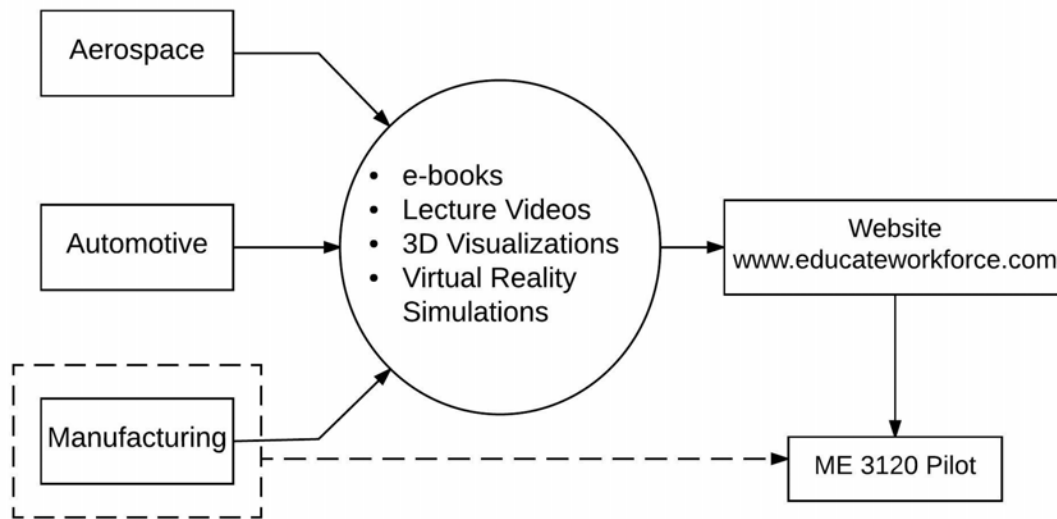 Aerospace
Automotive
Manufacturing
• e-books
• Lecture Videos
• 3D Visualizations
• Virtual Reality
Simulations
Website
www.educateworkforce.com
ME 3120 Pilot